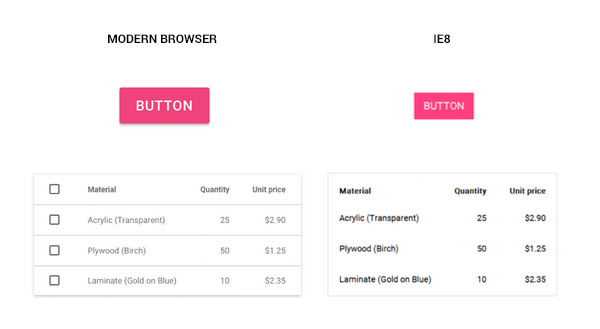 MODERN BROWSER IE8
BUTTON BUTTON
Material Quantity Unit price Material Quantity Unit price
Acrylic (Transparent) 25 $2.90 Acrylic (Transparent) 25 $2.90
Plywood (Birch) 50 $1.25 Plywood (Birch) 50 $1.25
Laminate (Gold on Blue) 10 $2.35 Laminate (Gold on Blue) 10 $2.35